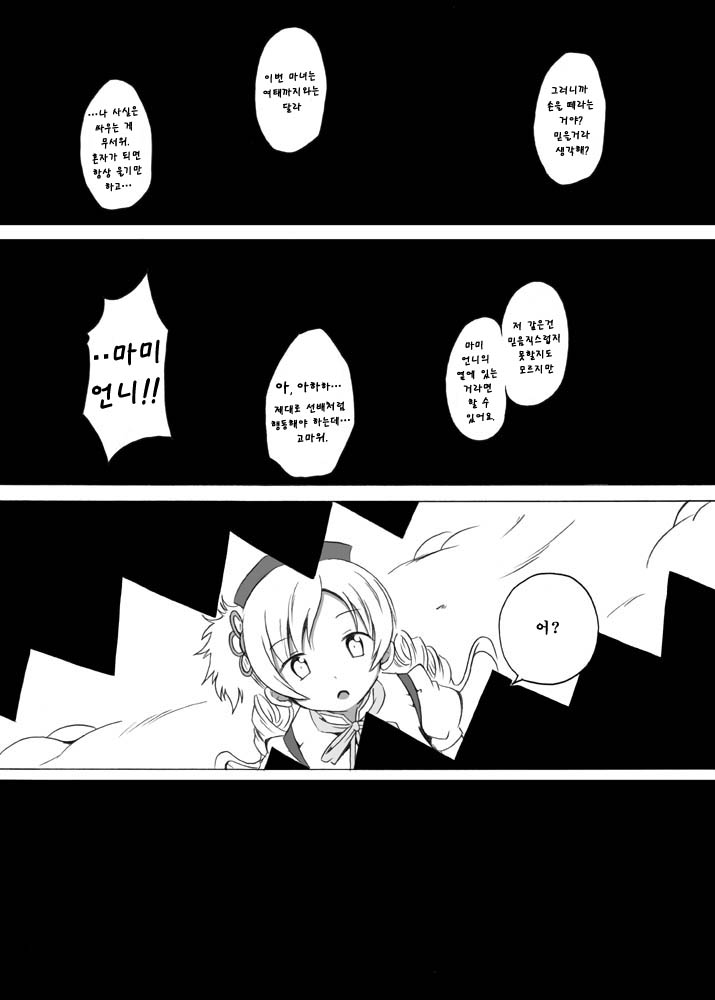 그러니까
손을 떼라는
거야?
믿을거라
생각해?
이번 마녀는
여태까지와는
달라
…나 사실은
싸우는 게
무서워.
혼자가 되면
항상 울기만
하고…
저 같은건
믿음직스럽지
못할지도
모르지만
마미
언니의
옆에 있는
거라면
할 수
있어요.
아, 아하하…
제대로 선배처럼
행동해야 하는데…
고마워.
··마미
언니!!
어?